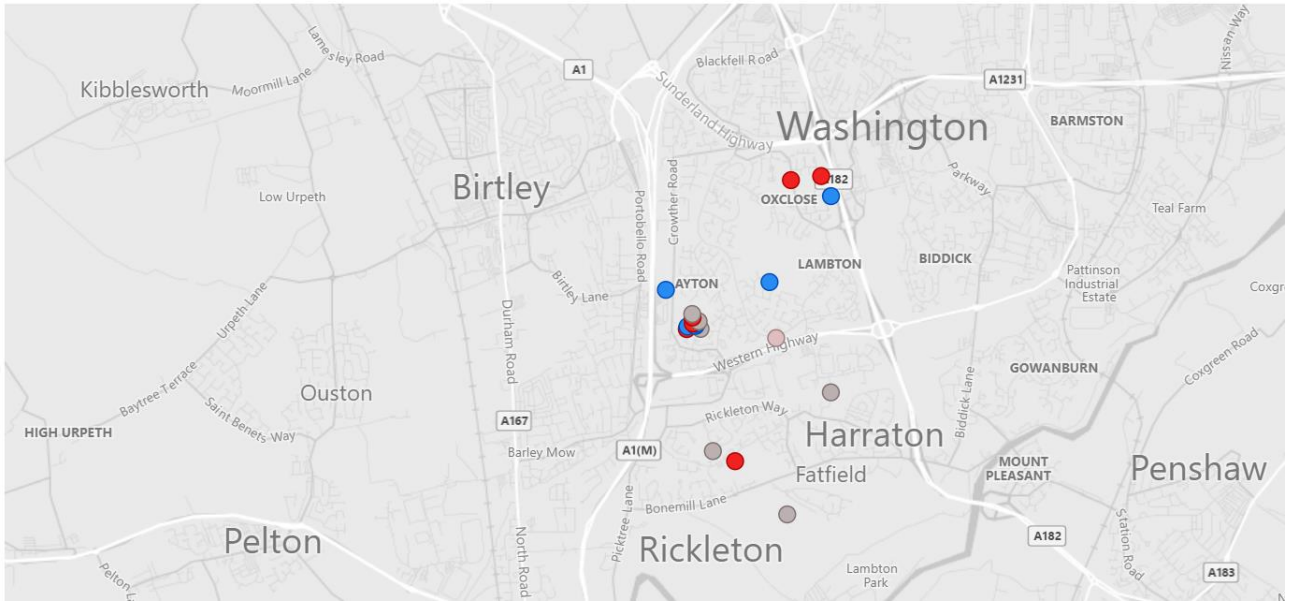 Nissan Way
Lamesley Road
Blackfell Road
A1
A1231
Kibblesworth
Moormill Lane
Sunderland Highway
Washington
BARMSTON
Birtley
Crowther Road
Parkway
182
Low Urpeth
OXCLOSE
Portobello Road
Teal Farm
LAMBTON
BIDDICK
AYTON
Birtley Lane
Pattinson
Industrial
Estate
Coxgr
Urpeth Lane
Durham Road
Western Highway
Coxgreen Road
Baytree Terrace
Ouston
GOWANBURN
Biddick Lane
Saint Benets Way
Rickleton Way
A167
HIGH URPETH
Harraton
Barley Mow
A1(M)
MOUNT
PLEASANT
Penshaw
Fatfield
Bonemill Lane
Picktree Lane
Pelton
North Road
Rickleton
Station Road
A182
Lambton
Park
A183
Pelton La